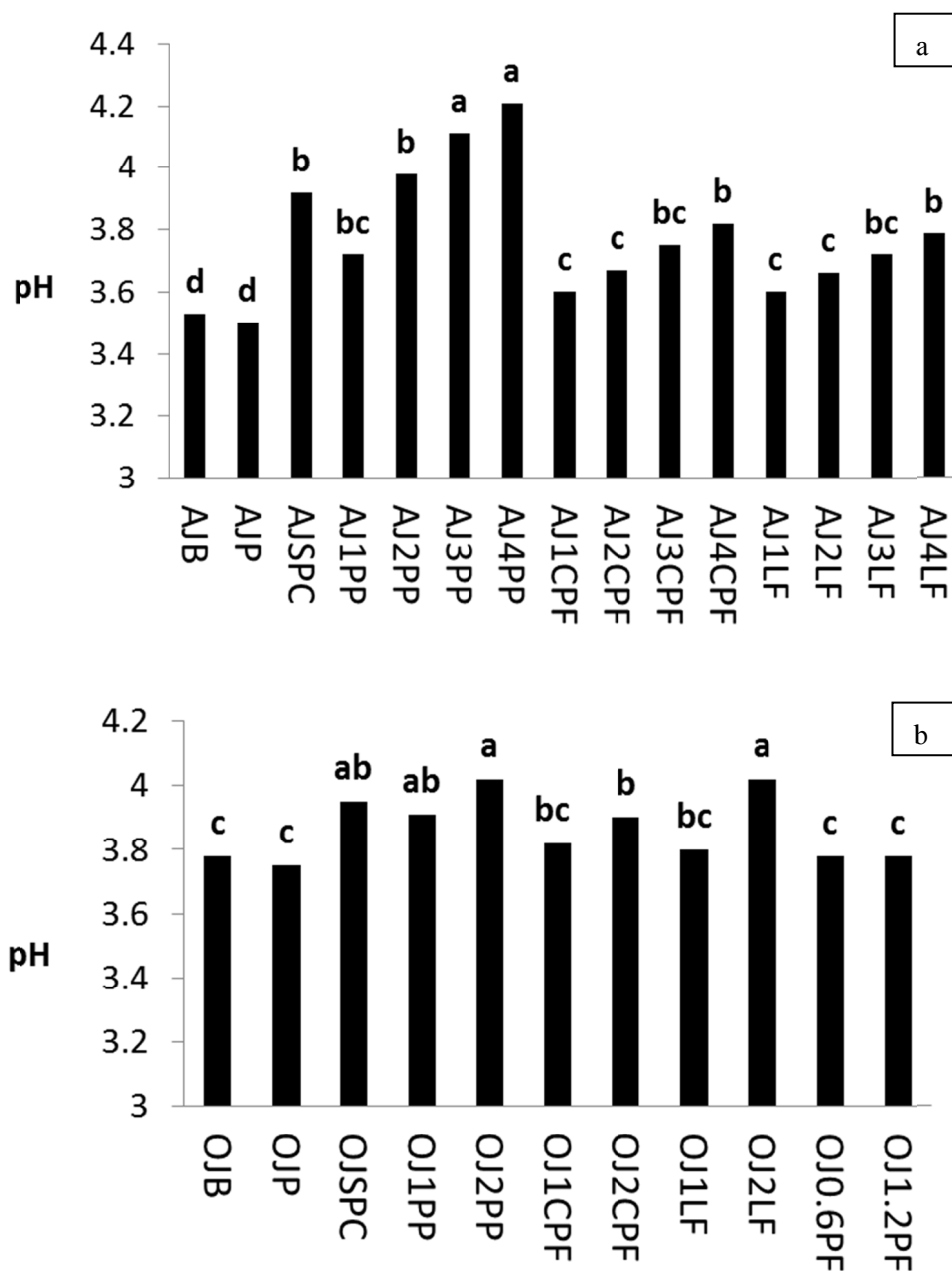 a
4.4
4.2
4
3.8
3.6
3.4
3.2
3
pH
d d b bc b a a c c bc b c c bc b
AJB AJP AJSPC AJ1PP AJ2PP AJ3PP AJ4PP AJ1CPF AJ2CPF AJ3CPF AJ4CPF AJ1LF AJ2LF AJ3LF AJ4LF
b
4.2
4
3.8
3.6
3.4
3.2
3
pH
c c ab ab a bc b bc a c c
OJB OJP OJSPC OJ1PP OJ2PP OJ1CPF OJ2CPF OJ1LF OJ2LF OJ0.6PF OJ1.2PF